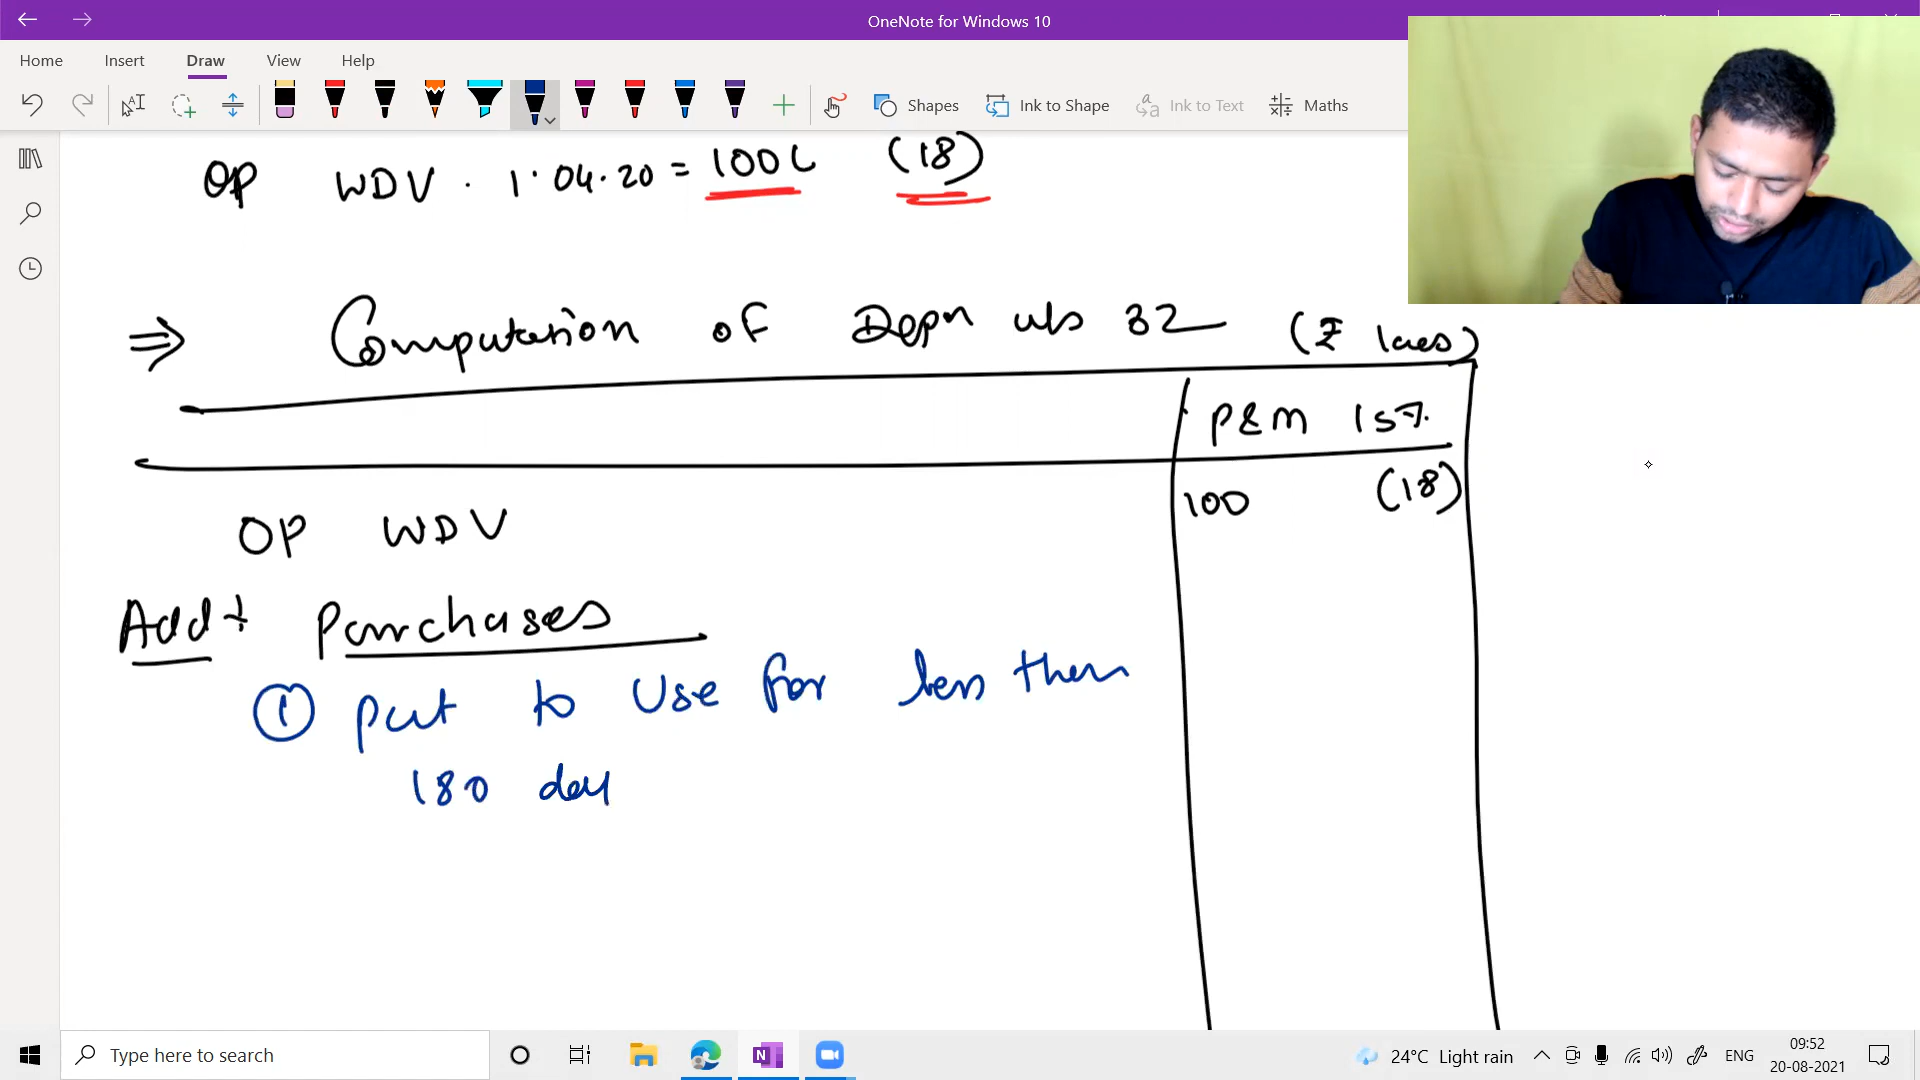 OneNote for Windows 10
Home Insert Draw View Help
Shapes Ink to Shape Ink to Text Maths
OP WDV . 1.04.20 = 100 L (18)
⇒ Computation of Depn u/s 32 (₹ lacs)
P&M 15%
OP WDV 100 (18)
Add÷ Purchases
① Put to Use for less then
180 day
Type here to search
24°C Light rain
ENG
09:52
20-08-2021